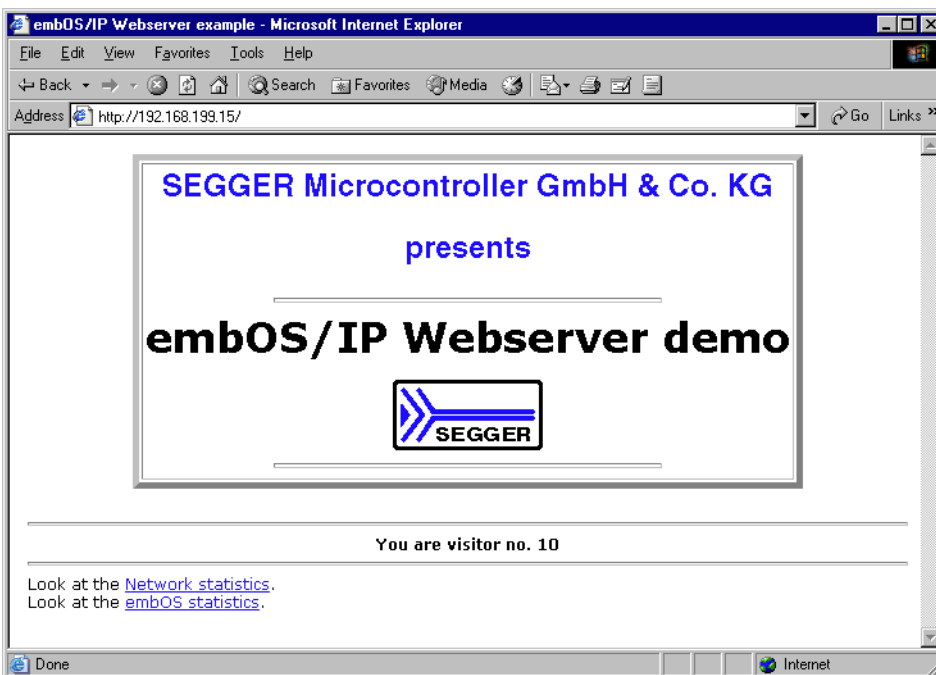 embOS/IP Webserver example - Microsoft Internet Explorer
File Edit View Favorites Tools Help
Back Search Favorites Media
Address http://192.168.199.15/ Go Links »
SEGGER Microcontroller GmbH & Co. KG
presents
embOS/IP Webserver demo
SEGGER
You are visitor no. 10
Look at the Network statistics.
Look at the embOS statistics.
Done Internet